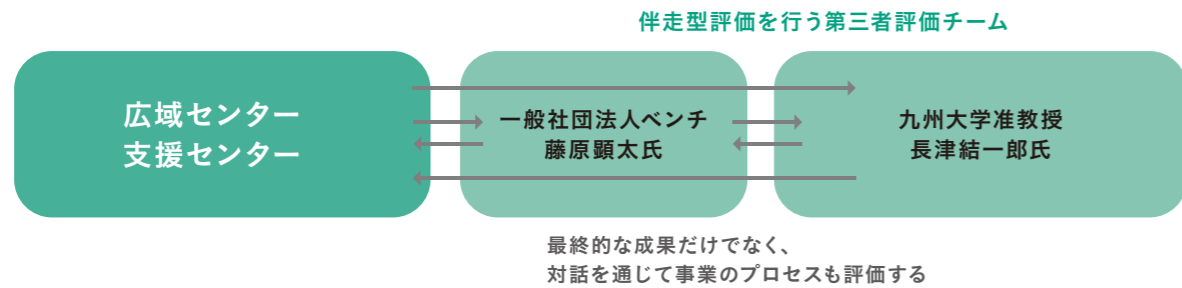 伴走型評価を行う第三者評価チーム
広域センター
支援センター
一般社団法人ベンチ
藤原顕太氏
九州大学准教授
長津結一郎氏
最終的な成果だけでなく、
対話を通じて事業のプロセスも評価する